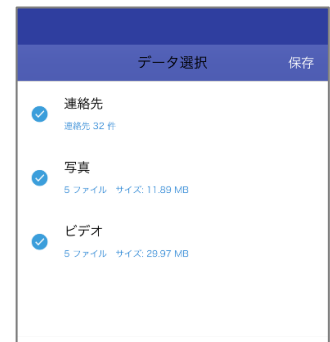 データ選択 保存
連絡先
連絡先 32 件
写真
5 ファイル サイズ: 11.89 MB
ビデオ
5 ファイル サイズ: 29.97 MB